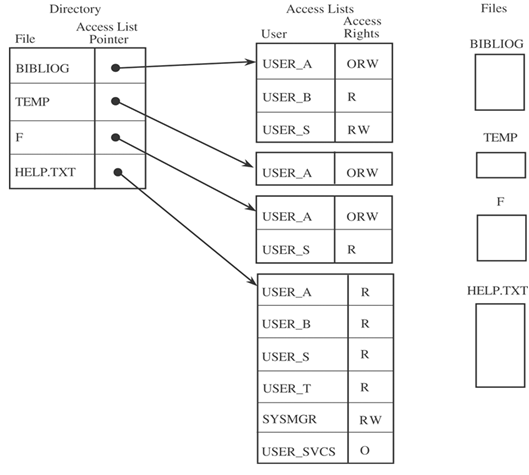 Directory
File Access List Pointer
BIBLIOG
TEMP
F
HELP.TXT
Access Lists
User Access Rights
USER_A ORW
USER_B R
USER_S RW
USER_A ORW
USER_A ORW
USER_S R
USER_A R
USER_B R
USER_S R
USER_T R
SYSMGR RW
USER_SVCS O
Files
BIBLIOG
TEMP
F
HELP.TXT